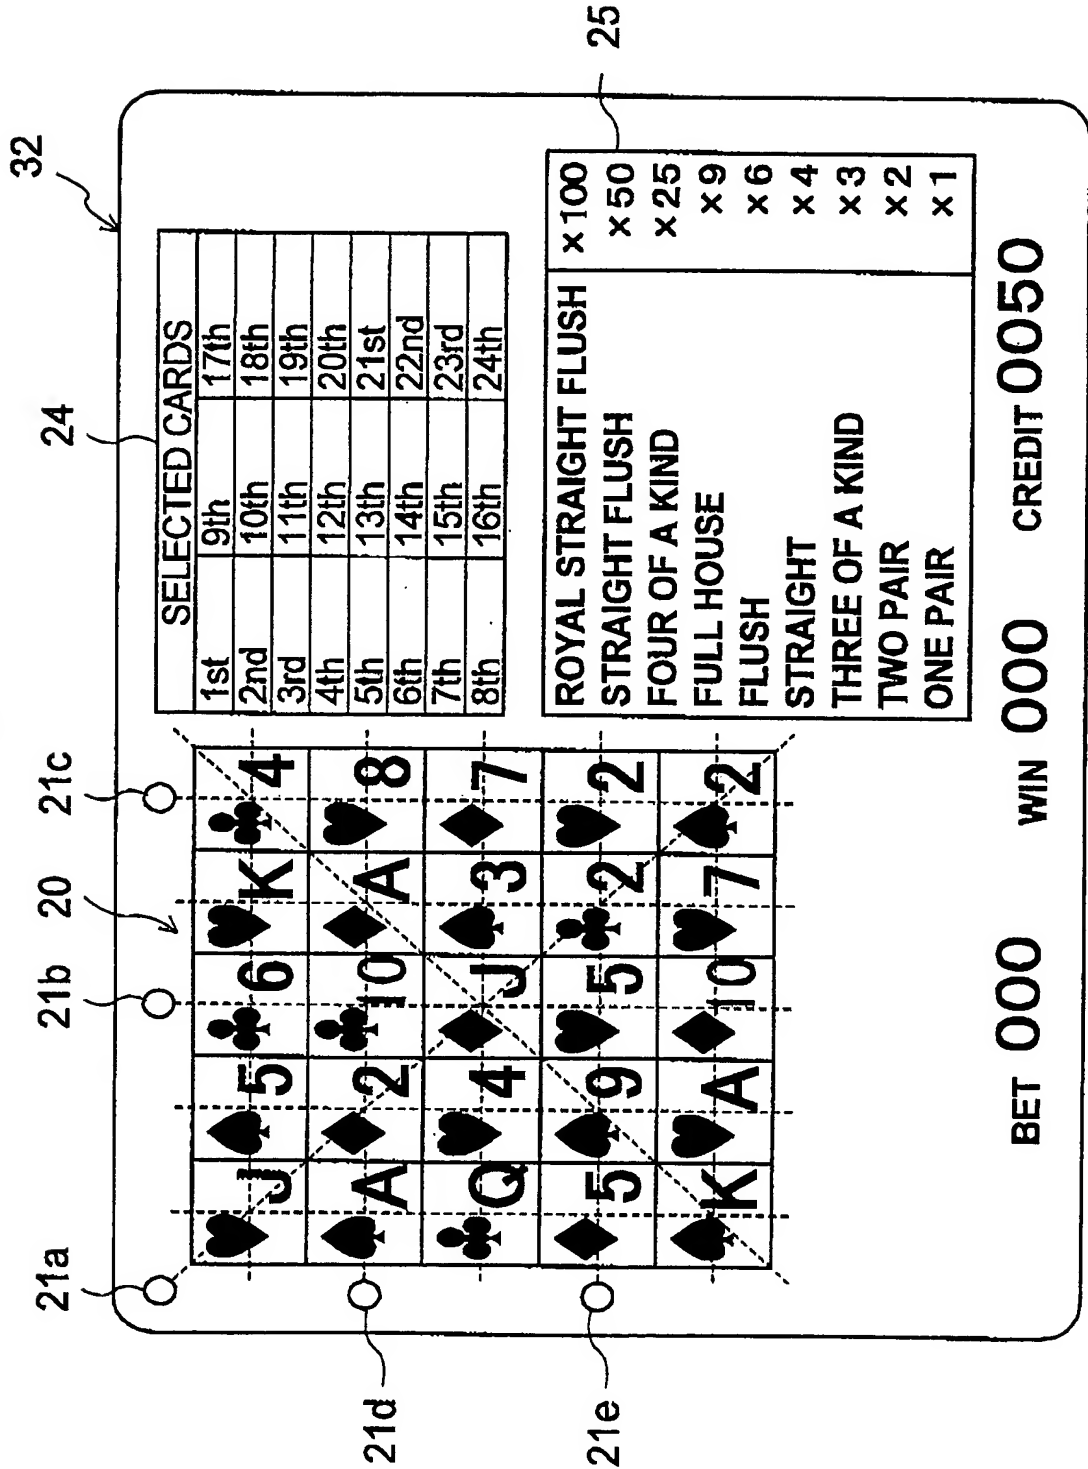 32
24
SELECTED CARDS
1st 9th 17th
2nd 10th 18th
3rd 11th 19th
4th 12th 20th
5th 13th 21st
6th 14th 22nd
7th 15th 23rd
8th 16th 24th
25
ROYAL STRAIGHT FLUSH ×100
STRAIGHT FLUSH ×50
FOUR OF A KIND ×25
FULL HOUSE ×9
FLUSH ×6
STRAIGHT ×4
THREE OF A KIND ×3
TWO PAIR ×2
ONE PAIR ×1
21a 21b 20 21c
♥J ♠5 ♣6 ♥K ♣4
♠A ♦2 ♣10 ♦A ♥8
♣Q ♥4 ♦J ♠3 ♦7
♦5 ♠9 ♥5 ♣2 ♥2
♠K ♥A ♦10 ♥7 ♠2
21d
21e
BET 000 WIN 000 CREDIT 0050